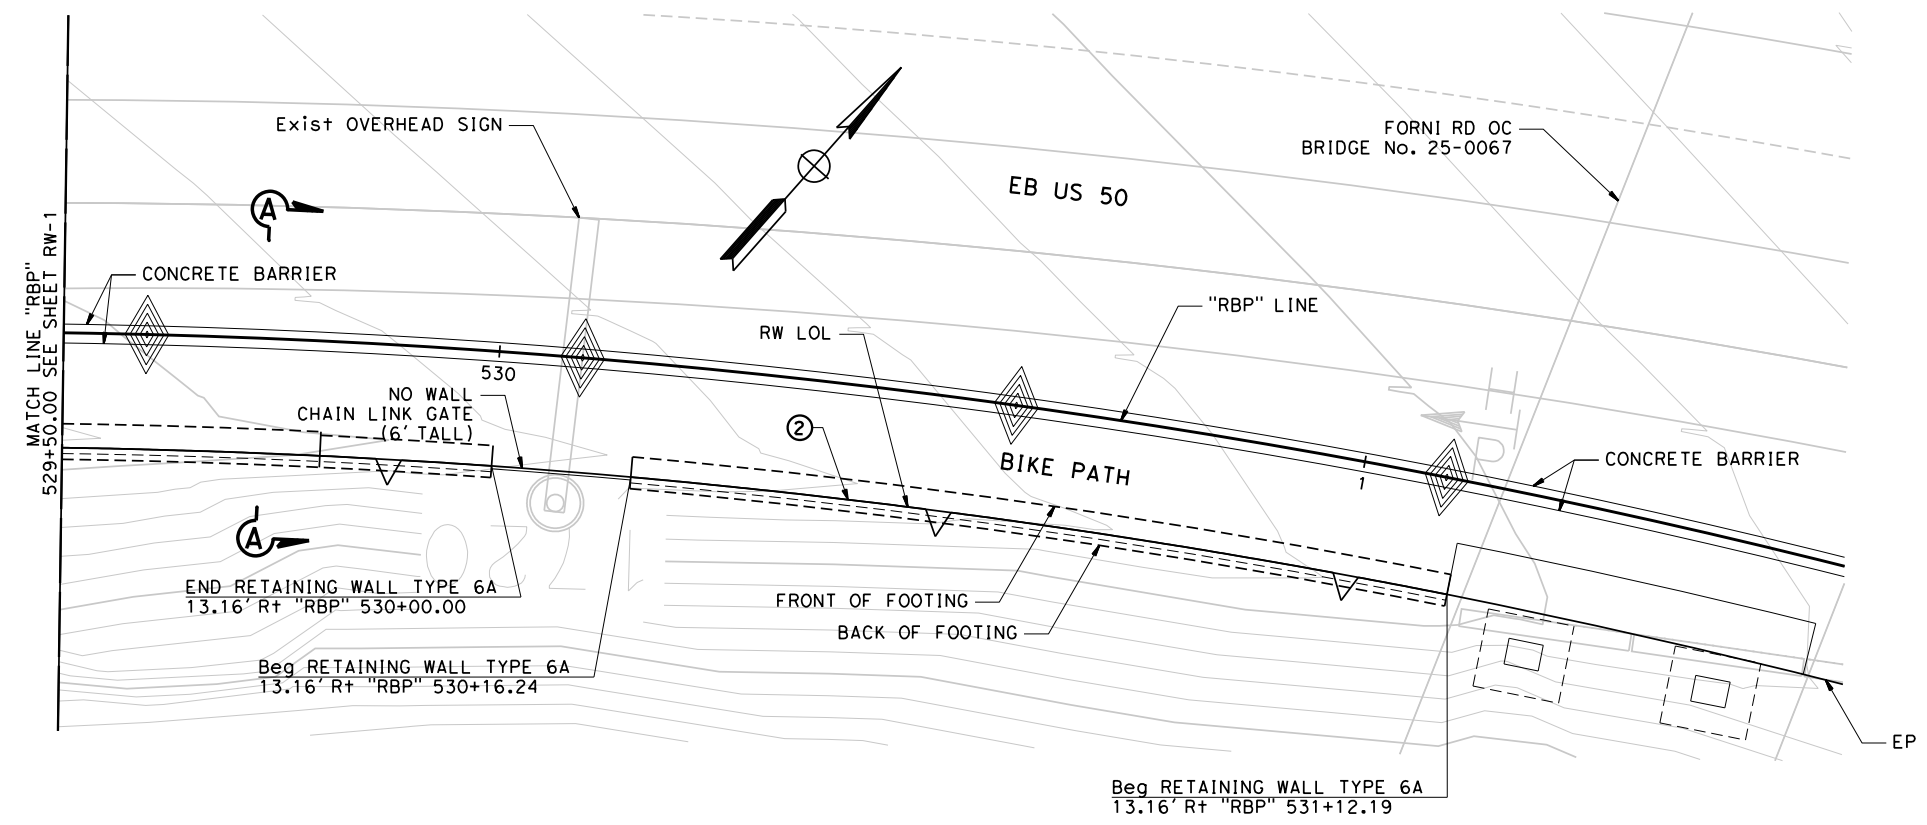 Exist OVERHEAD SIGN
FORNI RD OC
BRIDGE No. 25-0067
EB US 50
A
CONCRETE BARRIER
MATCH LINE "RBP"
529+50.00 SEE SHEET RW-1
"RBP" LINE
RW LOL
530
NO WALL
CHAIN LINK GATE
(6' TALL)
2
BIKE PATH
1
CONCRETE BARRIER
A
END RETAINING WALL TYPE 6A
13.16' Rt "RBP" 530+00.00
FRONT OF FOOTING
BACK OF FOOTING
Beg RETAINING WALL TYPE 6A
13.16' Rt "RBP" 530+16.24
EP
Beg RETAINING WALL TYPE 6A
13.16' Rt "RBP" 531+12.19